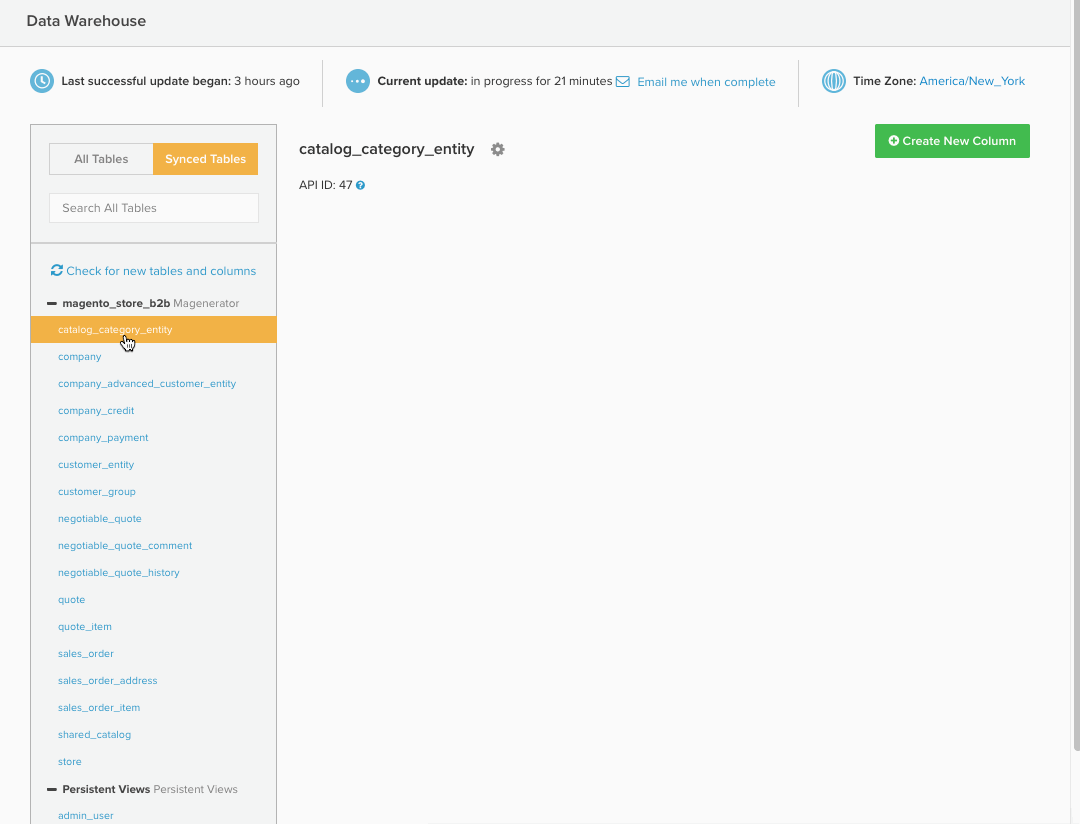 Data Warehouse
Last successful update began: 3 hours ago
Current update: in progress for 21 minutes Email me when complete
Time Zone: America/New_York
All Tables
Synced Tables
Search All Tables
Check for new tables and columns
magento_store_b2b Magenerator
catalog_category_entity
company
company_advanced_customer_entity
company_credit
company_payment
customer_entity
customer_group
negotiable_quote
negotiable_quote_comment
negotiable_quote_history
quote
quote_item
sales_order
sales_order_address
sales_order_item
shared_catalog
store
Persistent Views Persistent Views
admin_user
catalog_category_entity
Create New Column
API ID: 47